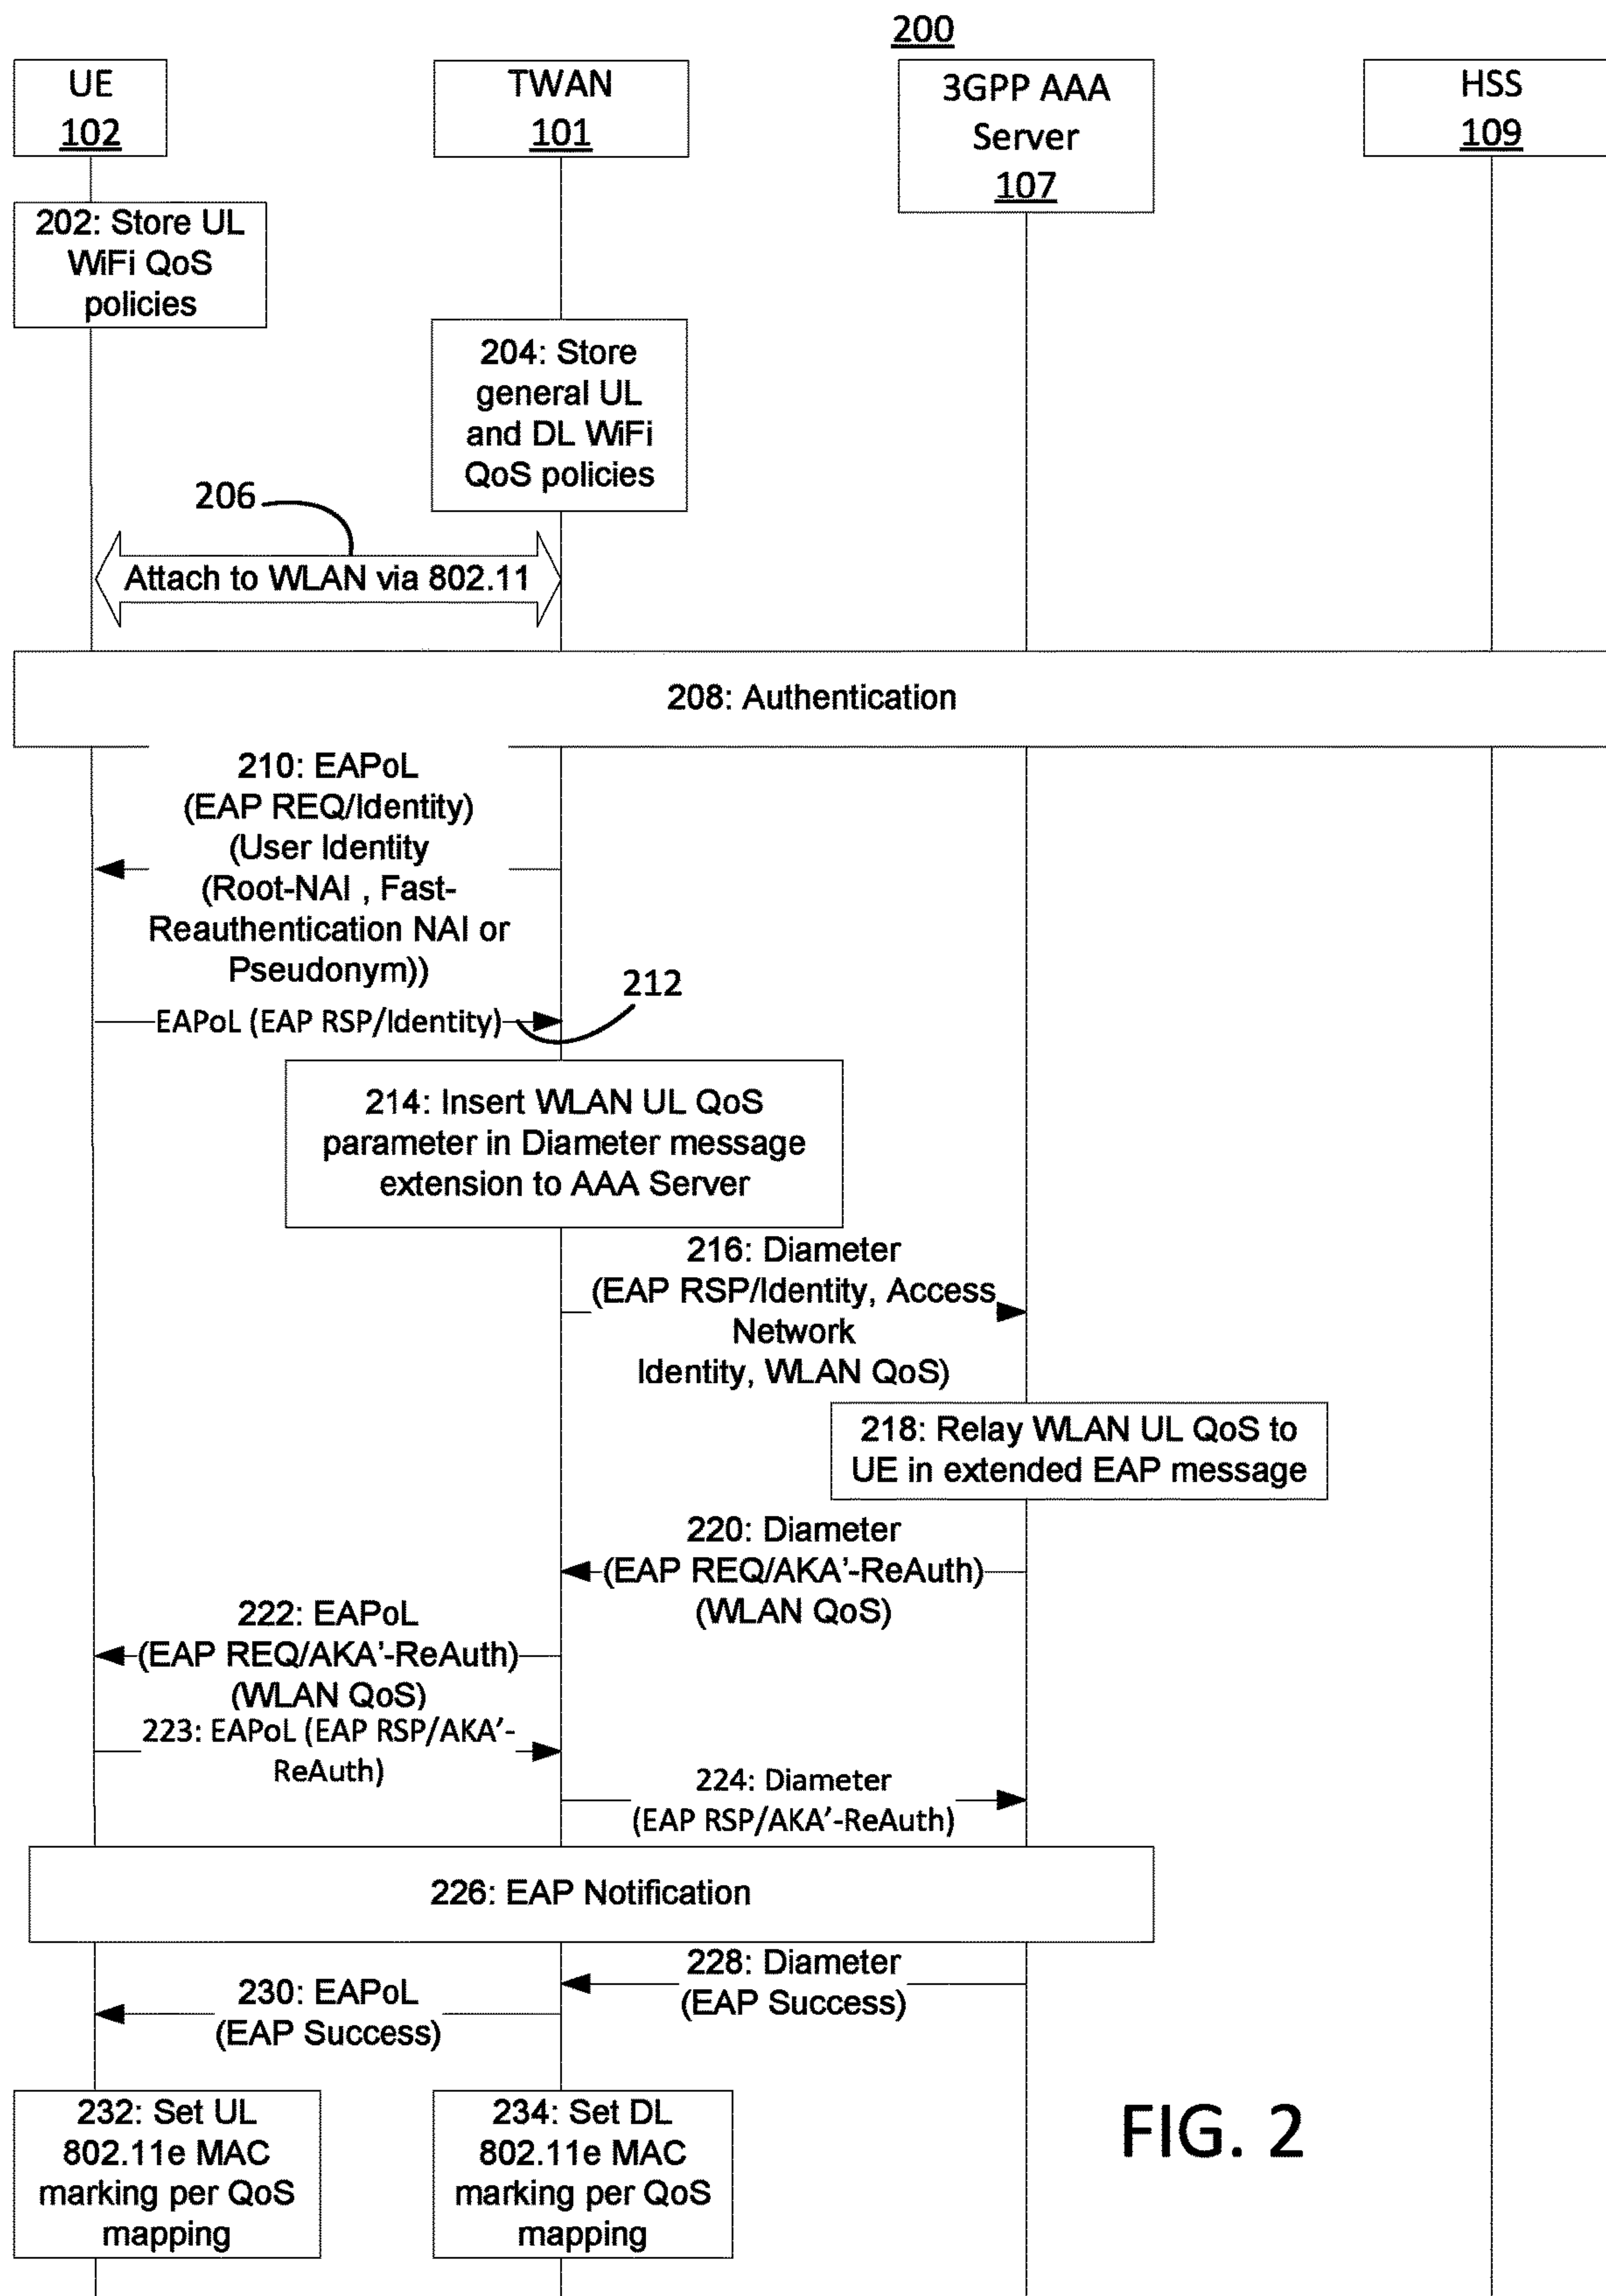 200
UE
102
TWAN
101
3GPP AAA
Server
107
HSS
109
202: Store UL
WiFi QoS
policies
204: Store
general UL
and DL WiFi
QoS policies
206
Attach to WLAN via 802.11
208: Authentication
210: EAPoL
(EAP REQ/Identity)
(User Identity
(Root-NAI , Fast-
Reauthentication NAI or
Pseudonym))
212
EAPoL (EAP RSP/Identity)
214: Insert WLAN UL QoS
parameter in Diameter message
extension to AAA Server
216: Diameter
(EAP RSP/Identity, Access
Network
Identity, WLAN QoS)
218: Relay WLAN UL QoS to
UE in extended EAP message
220: Diameter
(EAP REQ/AKA'-ReAuth)
(WLAN QoS)
222: EAPoL
(EAP REQ/AKA'-ReAuth)
(WLAN QoS)
223: EAPoL (EAP RSP/AKA'-
ReAuth)
224: Diameter
(EAP RSP/AKA'-ReAuth)
226: EAP Notification
228: Diameter
(EAP Success)
230: EAPoL
(EAP Success)
232: Set UL
802.11e MAC
marking per QoS
mapping
234: Set DL
802.11e MAC
marking per QoS
mapping
FIG. 2